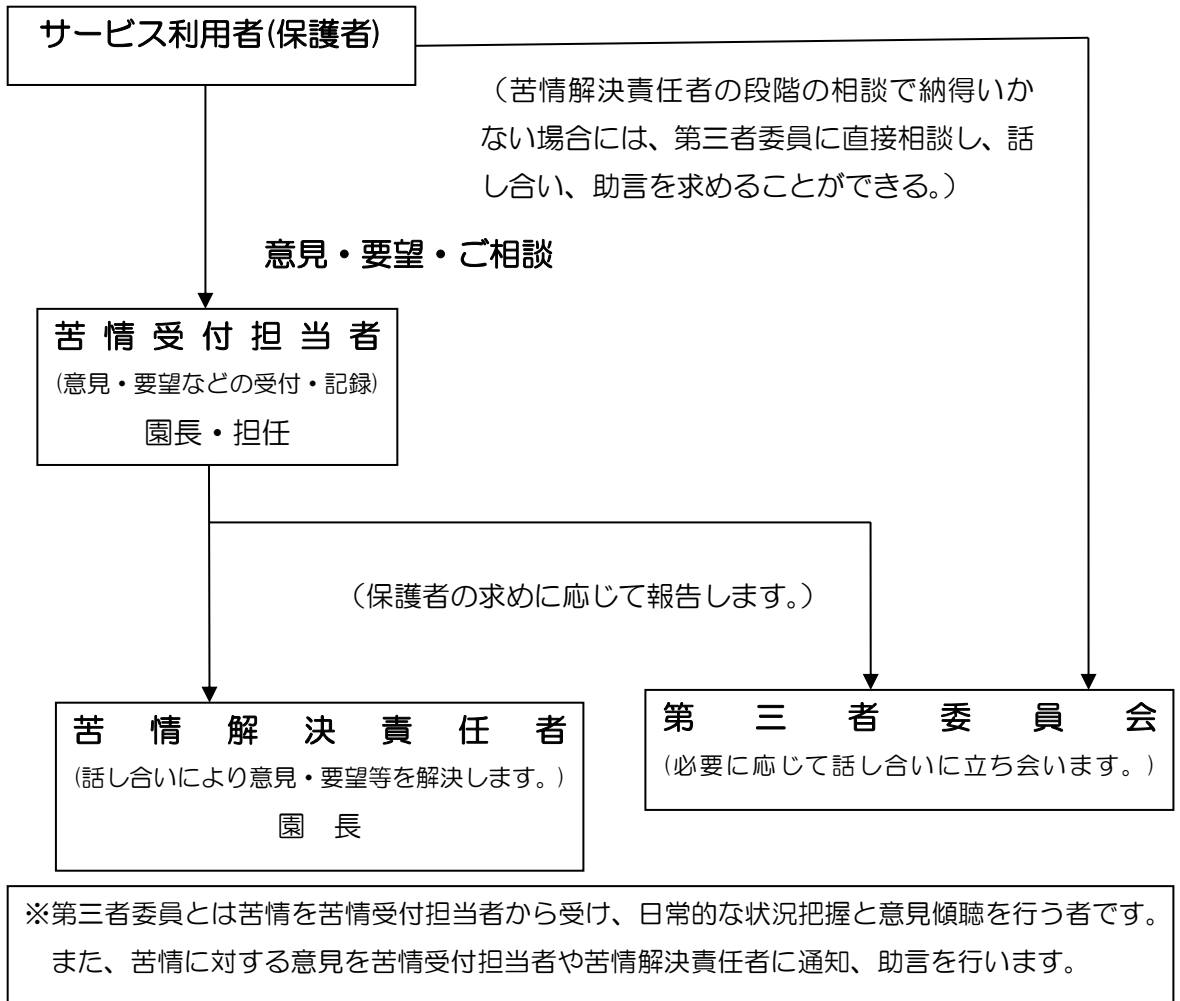 サービス利用者(保護者)
（苦情解決責任者の段階の相談で納得いか
ない場合には、第三者委員に直接相談し、話
し合い、助言を求めることができる。）
意見・要望・ご相談
苦情受付担当者
(意見・要望などの受付・記録)
園長・担任
（保護者の求めに応じて報告します。）
苦情解決責任者
(話し合いにより意見・要望等を解決します。)
園　長
第三者委員会
(必要に応じて話し合いに立ち会います。)
※第三者委員とは苦情を苦情受付担当者から受け、日常的な状況把握と意見傾聴を行う者です。
また、苦情に対する意見を苦情受付担当者や苦情解決責任者に通知、助言を行います。